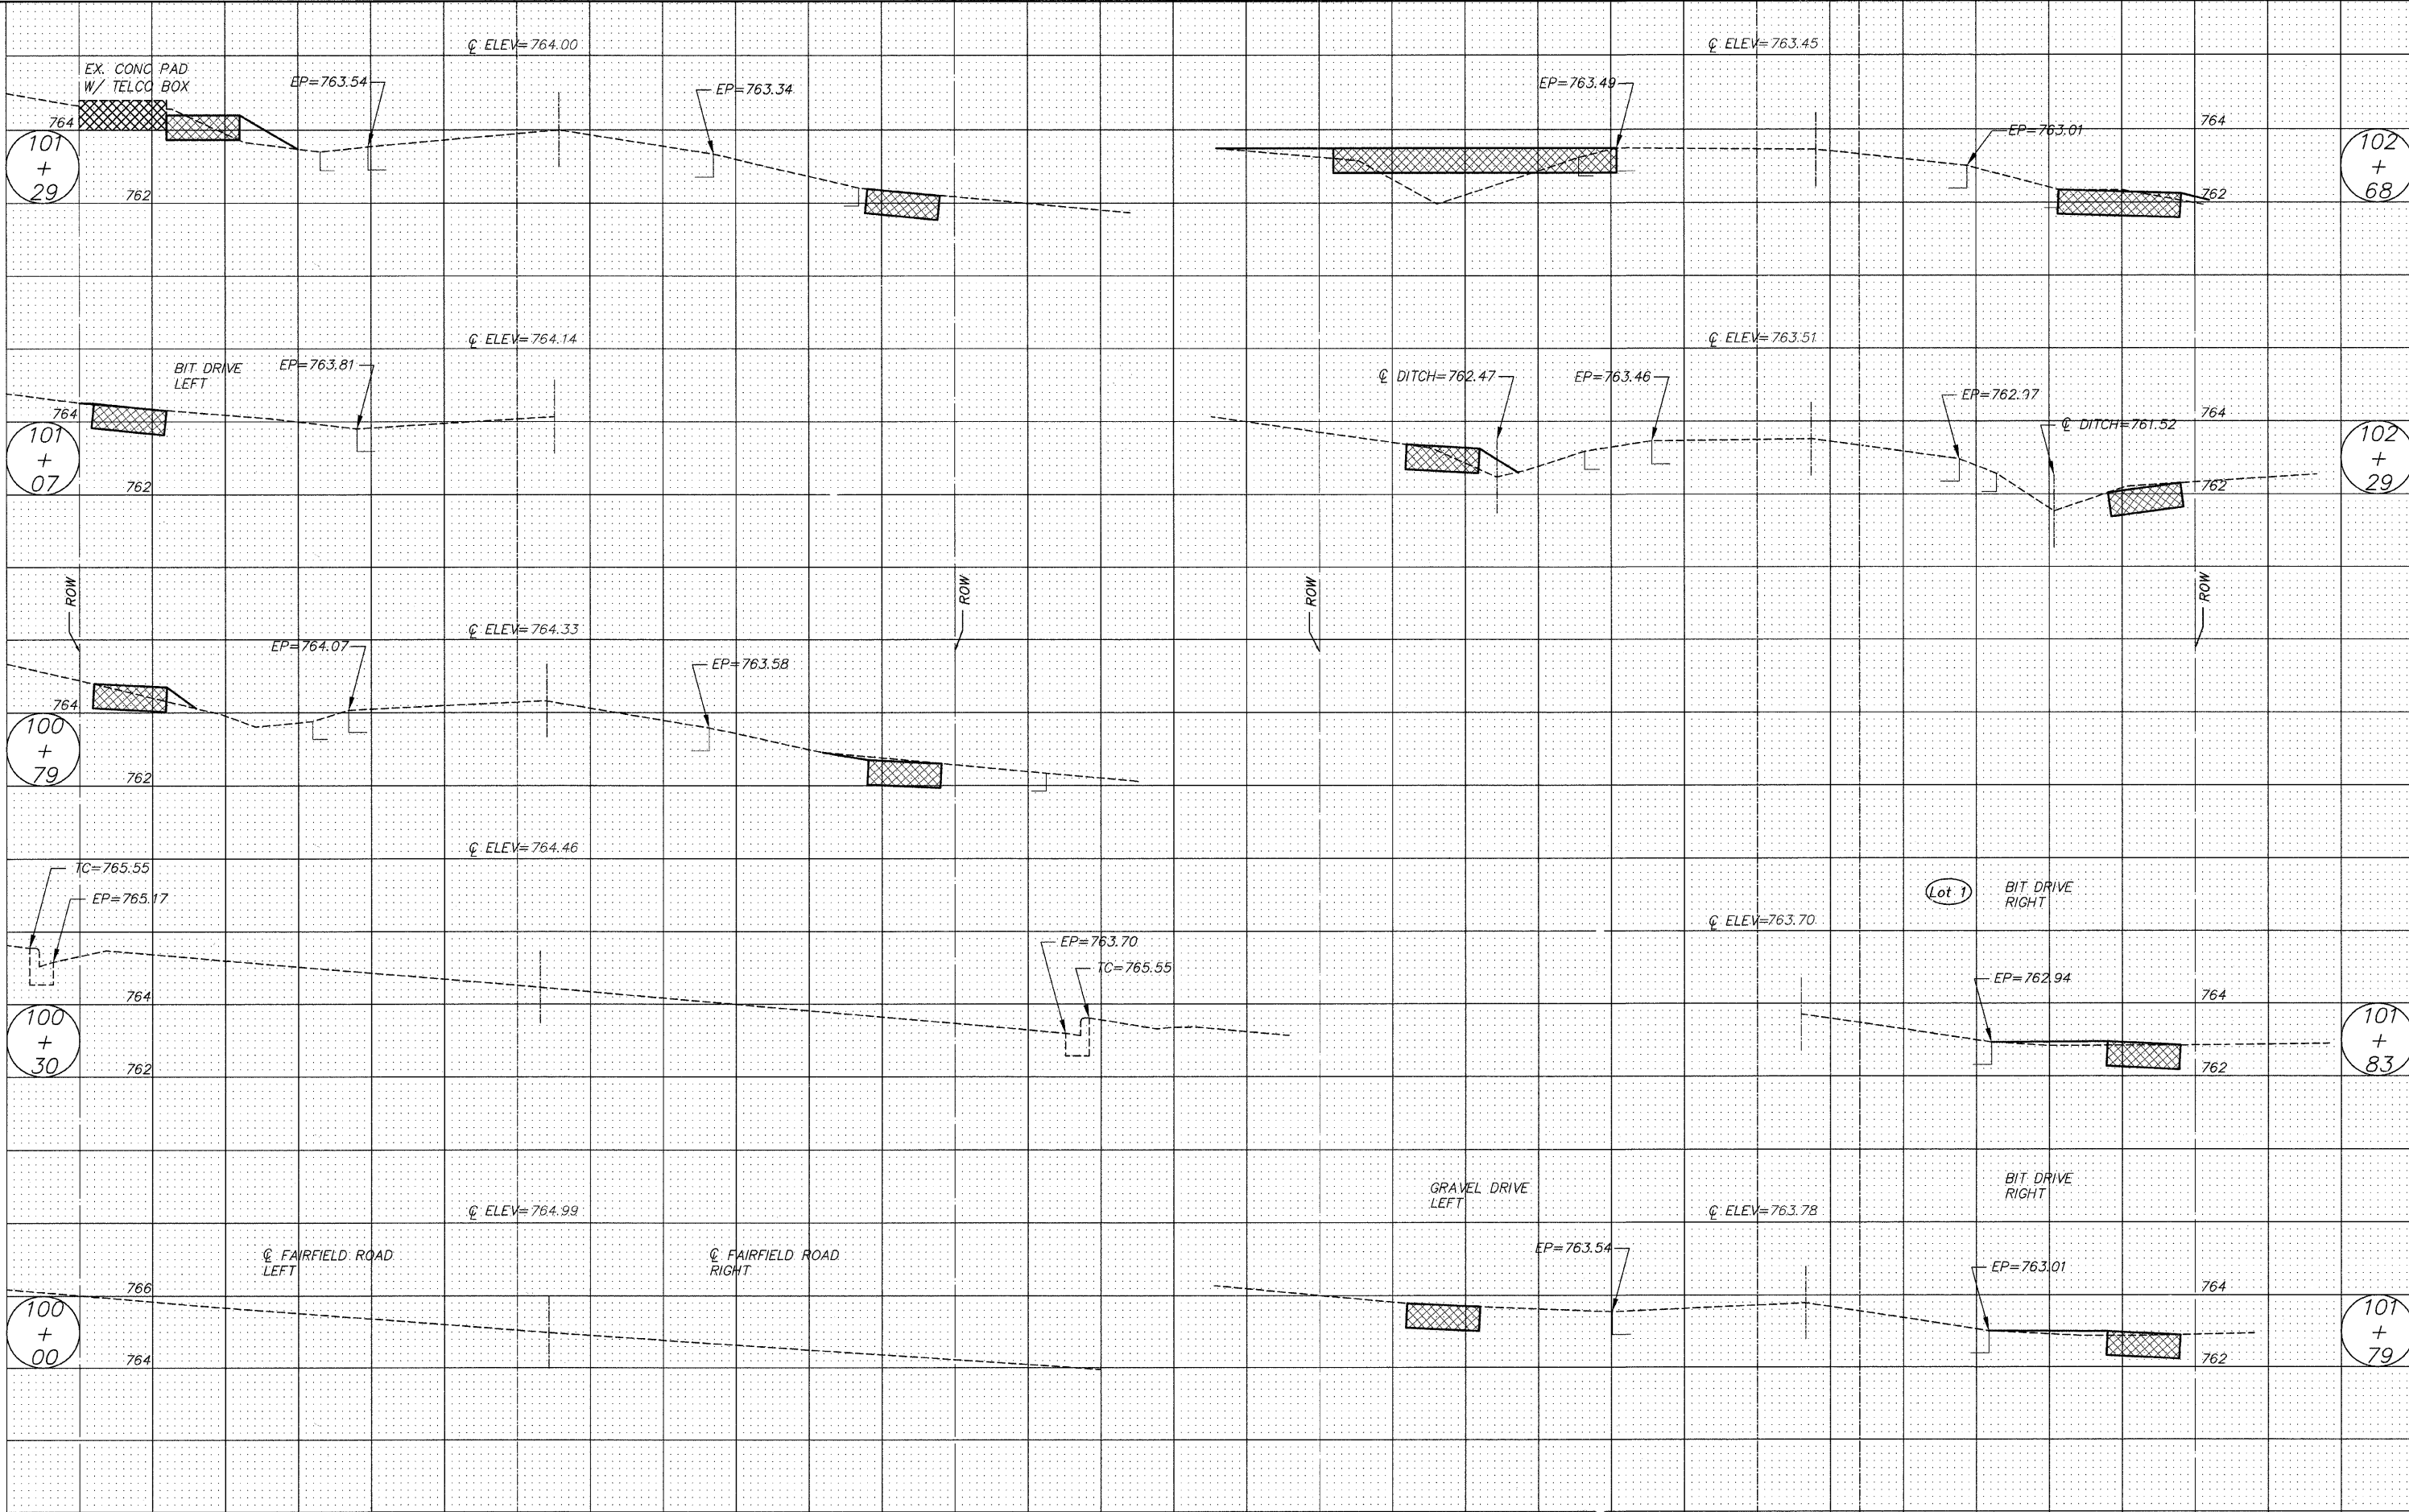 ℄ ELEV=764.00
EX. CONC PAD
W/ TELCO BOX
EP=763.54
EP=763.34
764
101
+
29
762
℄ ELEV=763.45
EP=763.49
EP=763.01
764
102
+
68
762
℄ ELEV=764.14
BIT DRIVE
LEFT
EP=763.81
764
101
+
07
762
℄ ELEV=763.51
℄ DITCH=762.47
EP=763.46
EP=762.97
℄ DITCH=761.52
764
102
+
29
762
ROW
ROW
ROW
ROW
℄ ELEV=764.33
EP=764.07
EP=763.58
764
100
+
79
762
℄ ELEV=764.46
TC=765.55
EP=765.17
EP=763.70
TC=765.55
764
100
+
30
762
Lot 1
BIT DRIVE
RIGHT
℄ ELEV=763.70
EP=762.94
764
101
+
83
762
℄ ELEV=764.99
℄ FAIRFIELD ROAD
LEFT
℄ FAIRFIELD ROAD
RIGHT
766
100
+
00
764
GRAVEL DRIVE
LEFT
BIT DRIVE
RIGHT
℄ ELEV=763.78
EP=763.54
EP=763.01
764
101
+
79
762